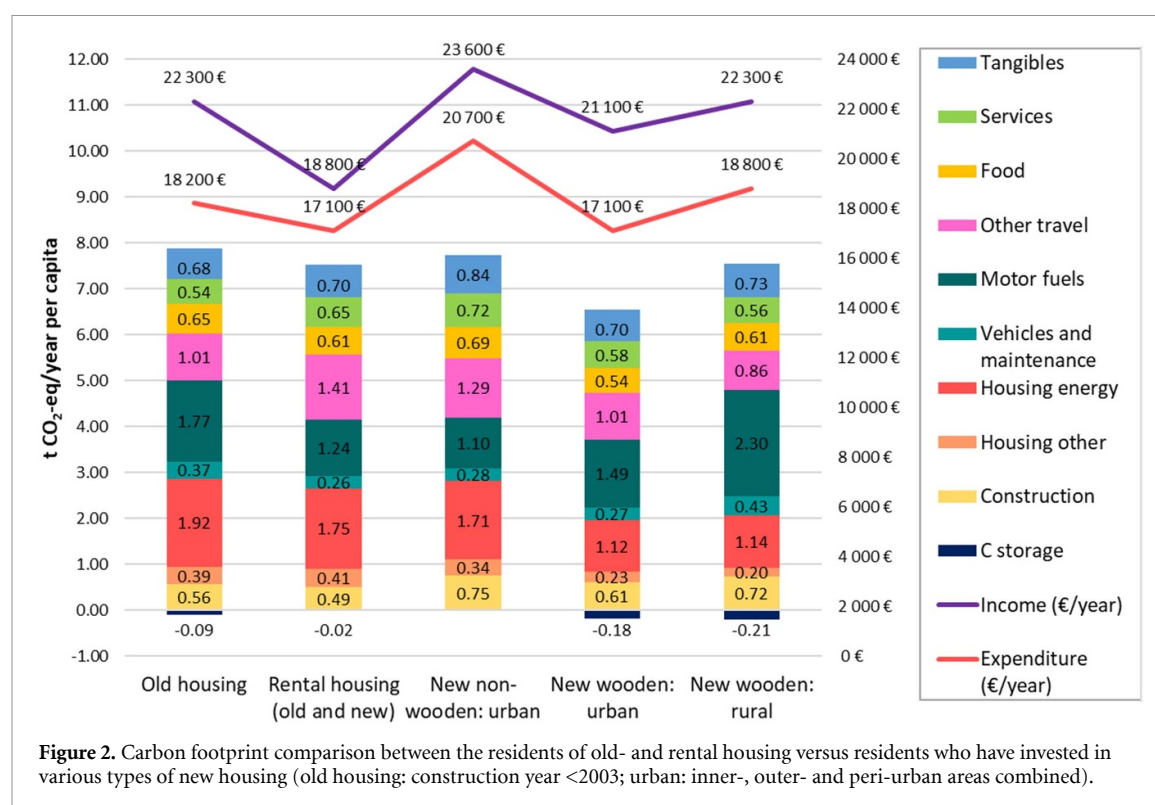 12.00
11.00
10.00
9.00
8.00
7.00
6.00
5.00
4.00
3.00
2.00
1.00
0.00
-1.00
t CO₂-eq/year per capita
22 300 €
18 800 €
23 600 €
21 100 €
22 300 €
18 200 €
17 100 €
20 700 €
17 100 €
18 800 €
0.68
0.54
0.65
1.01
1.77
0.37
1.92
0.39
0.56
-0.09
0.70
0.65
0.61
1.41
1.24
0.26
1.75
0.41
0.49
-0.02
0.84
0.72
0.69
1.29
1.10
0.28
1.71
0.34
0.75
0.70
0.58
0.54
1.01
1.49
0.27
1.12
0.23
0.61
-0.18
0.73
0.56
0.61
0.86
2.30
0.43
1.14
0.20
0.72
-0.21
24 000 €
22 000 €
20 000 €
18 000 €
16 000 €
14 000 €
12 000 €
10 000 €
8 000 €
6 000 €
4 000 €
2 000 €
0 €
Old housing
Rental housing
(old and new)
New non-
wooden: urban
New wooden:
urban
New wooden:
rural
Tangibles
Services
Food
Other travel
Motor fuels
Vehicles and
maintenance
Housing energy
Housing other
Construction
C storage
Income (€/year)
Expenditure
(€/year)
Figure 2. Carbon footprint comparison between the residents of old- and rental housing versus residents who have invested in
various types of new housing (old housing: construction year <2003; urban: inner-, outer- and peri-urban areas combined).